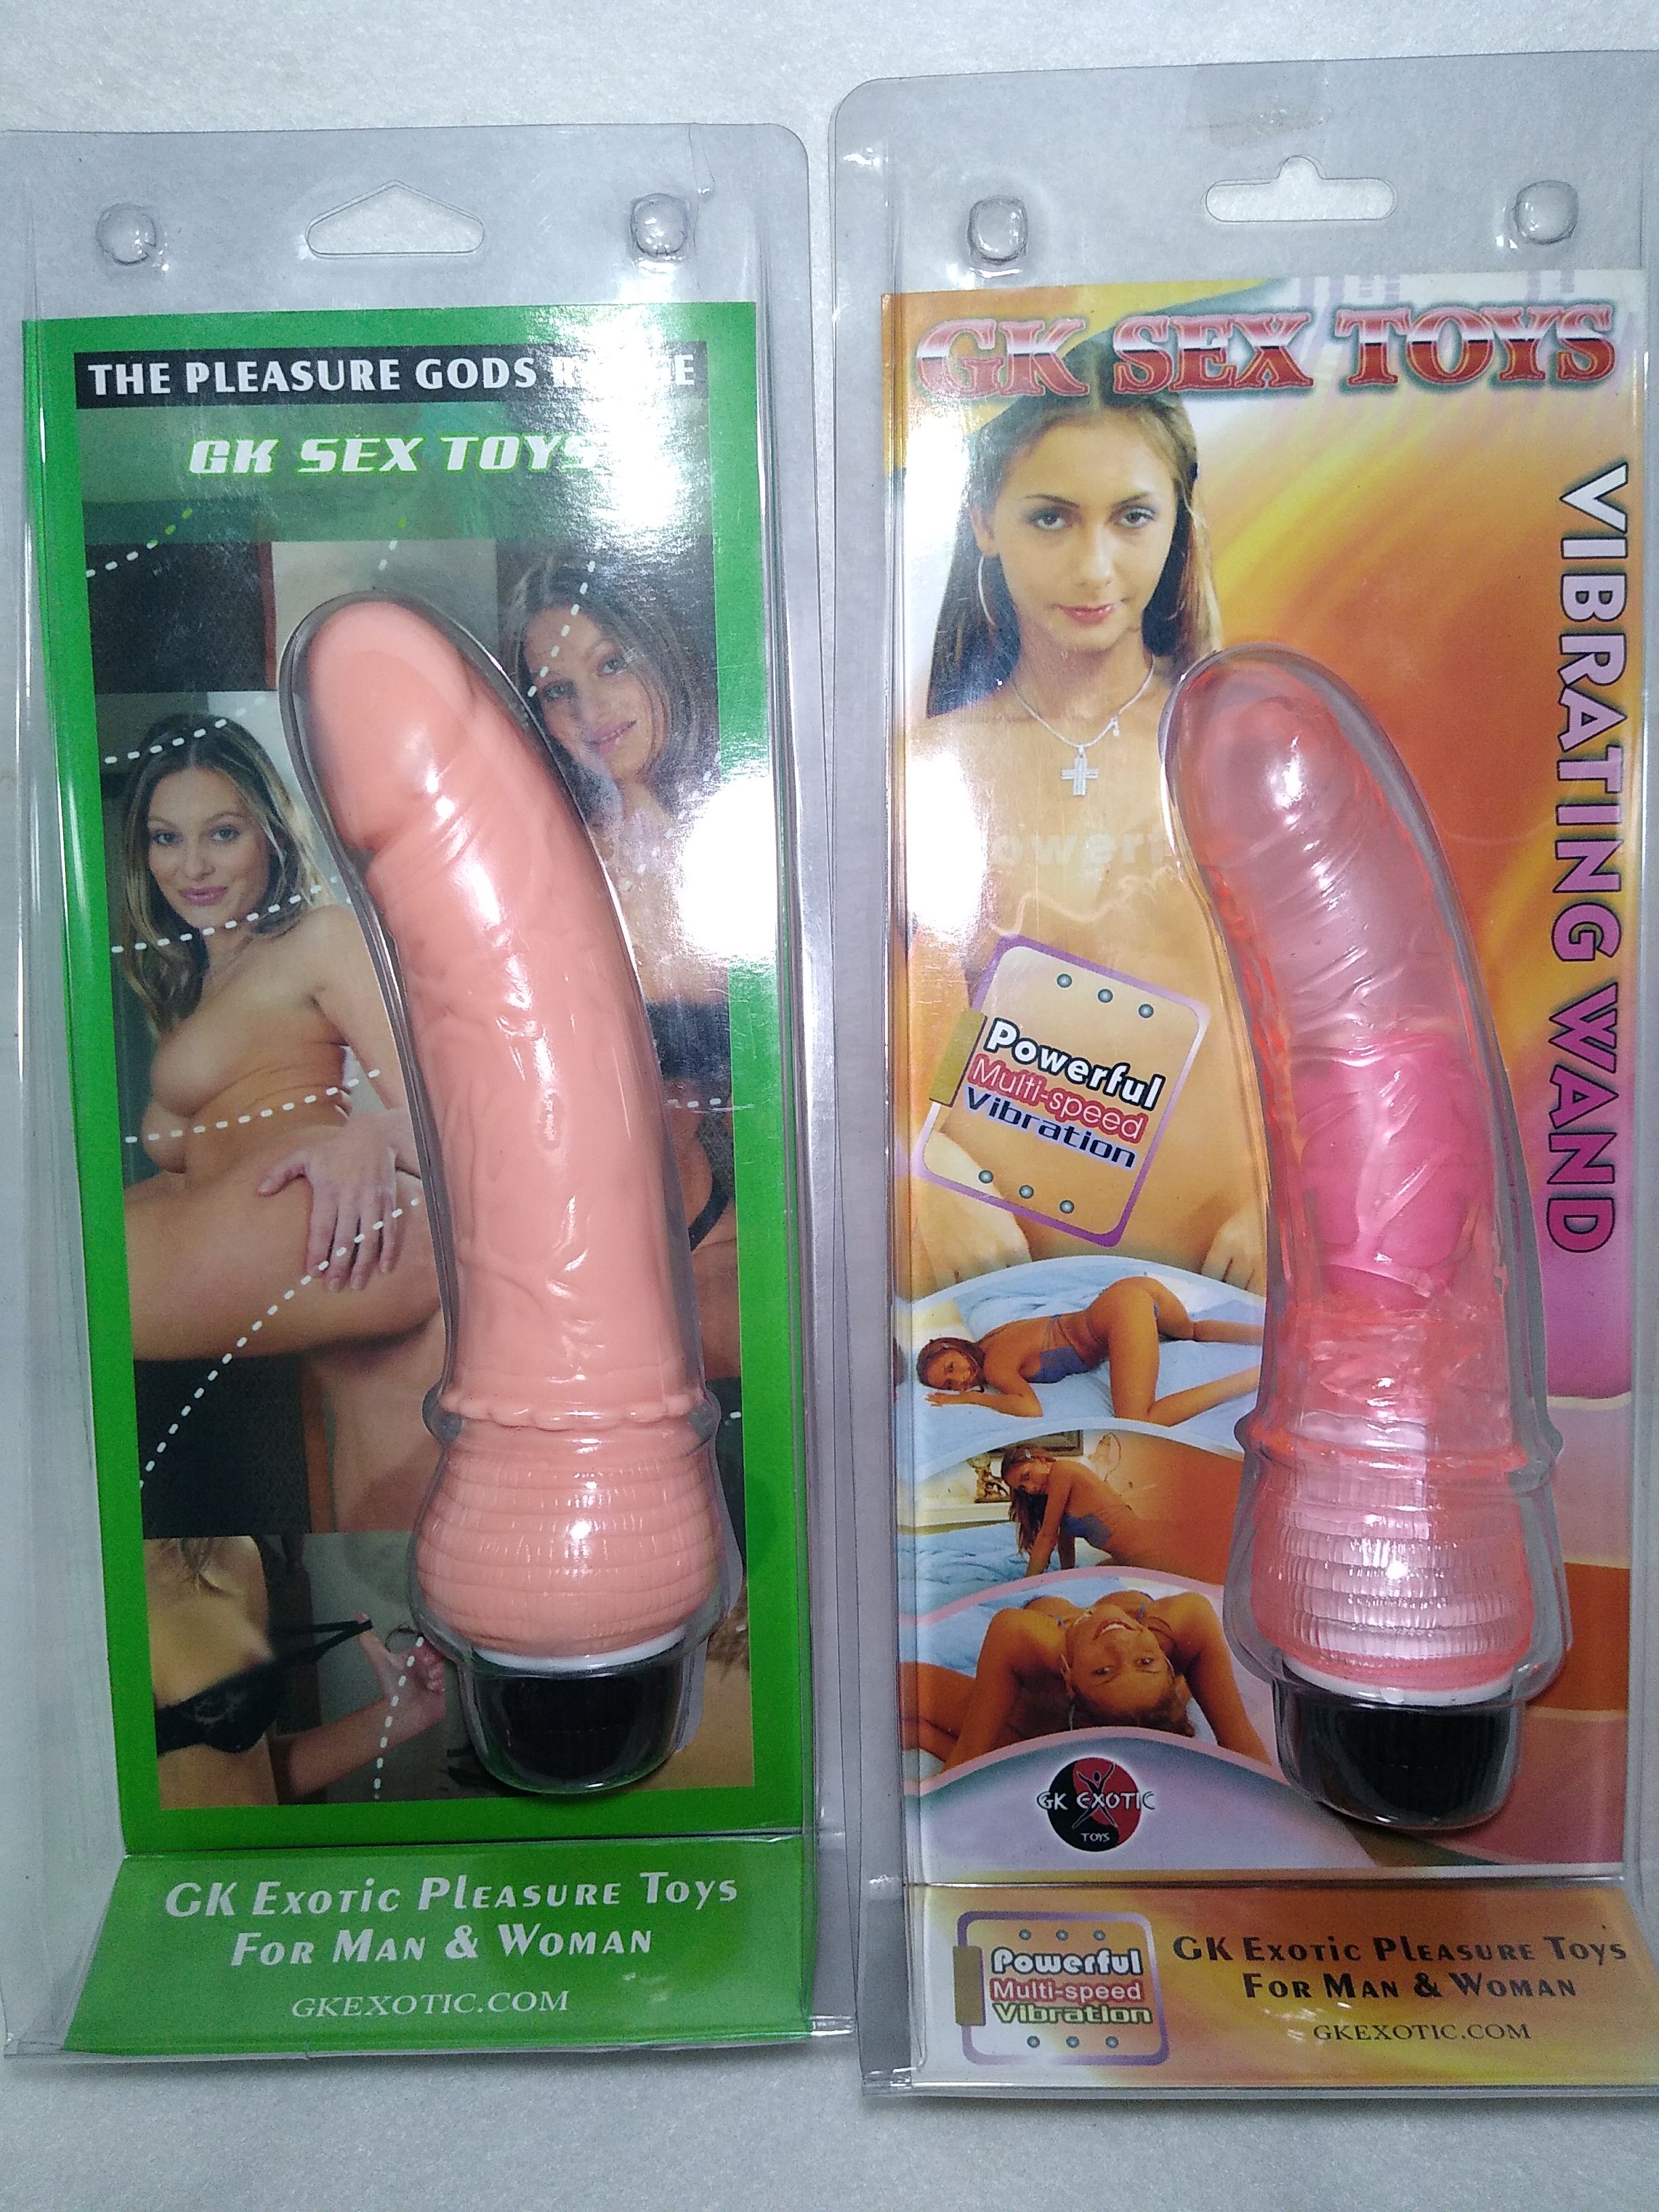 THE PLEASURE GODS
GK SEX TOYS
GK EXOTIC PLEASURE TOYS
FOR MAN & WOMAN
GKEXOTIC.COM
GK SEX TOYS
VIBRATING WAND
Powerful
Multi-speed
Vibration
GK EXOTIC
TOYS
Powerful
Multi-speed
Vibration
GK EXOTIC PLEASURE TOYS
FOR MAN & WOMAN
GKEXOTIC.COM